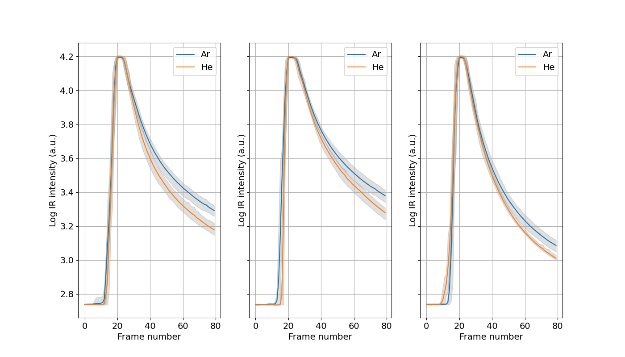 Ar
He
Ar
He
Ar
He
4.2
4.0
3.8
3.6
3.4
3.2
3.0
2.8
Log IR intensity (a.u.)
Log IR intensity (a.u.)
Log IR intensity (a.u.)
0 20 40 60 80
0 20 40 60 80
0 20 40 60 80
Frame number
Frame number
Frame number